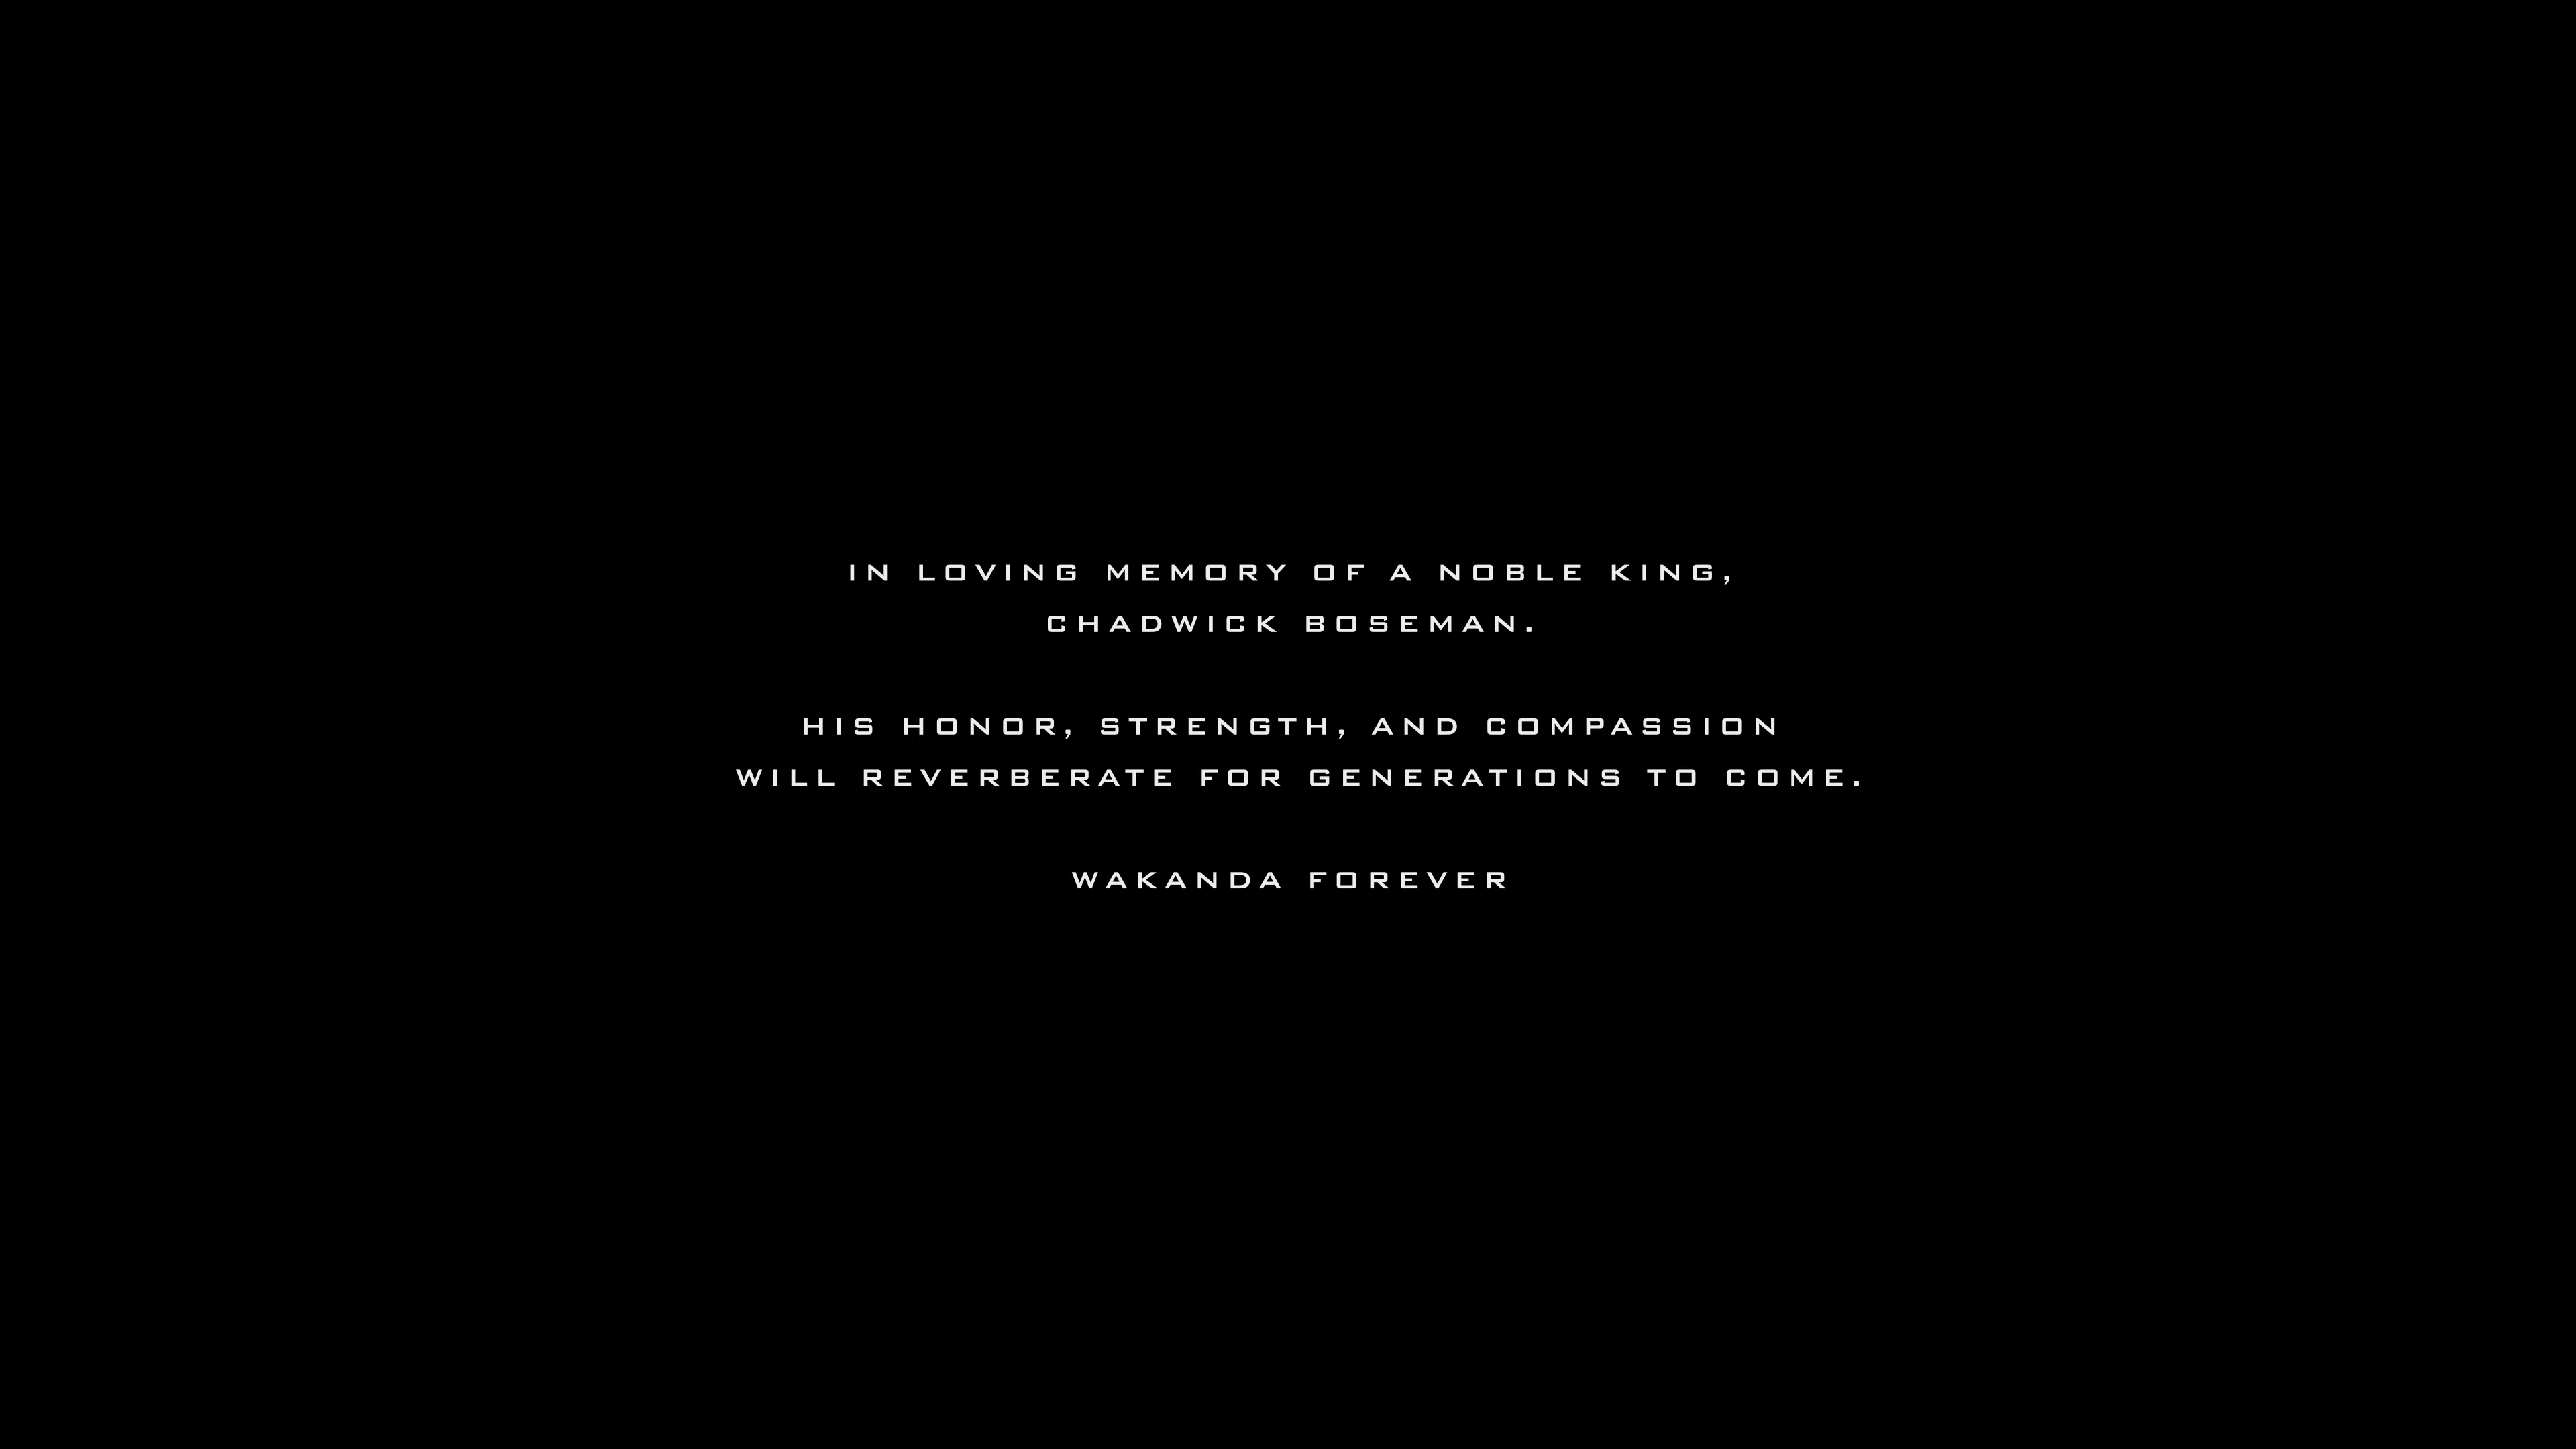 IN LOVING MEMORY OF A NOBLE KING,
CHADWICK BOSEMAN.
HIS HONOR, STRENGTH, AND COMPASSION
WILL REVERBERATE FOR GENERATIONS TO COME.
WAKANDA FOREVER